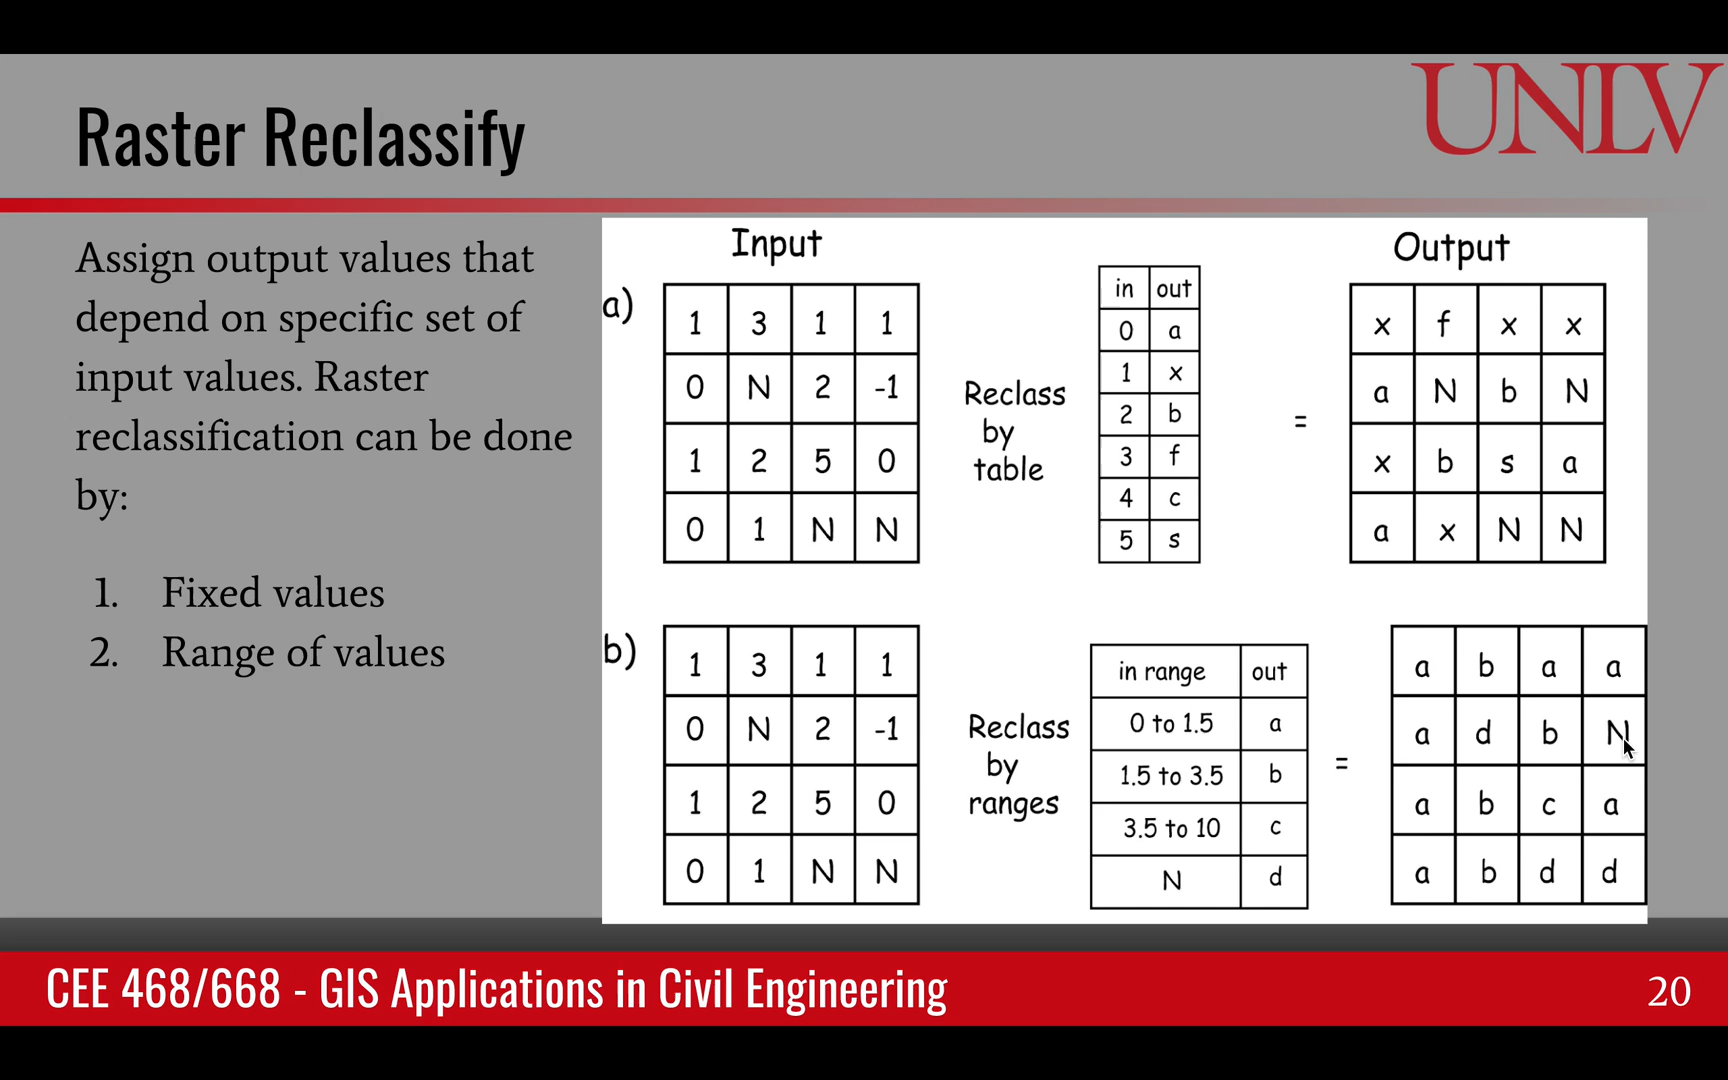 UNLV
Raster Reclassify
Assign output values that
depend on specific set of
input values. Raster
reclassification can be done
by:
1. Fixed values
2. Range of values
Input
Output
a)
1 3 1 1
0 N 2 -1
1 2 5 0
0 1 N N
Reclass
by
table
in out
0 a
1 x
2 b
3 f
4 c
5 s
=
x f x x
a N b N
x b s a
a x N N
b)
1 3 1 1
0 N 2 -1
1 2 5 0
0 1 N N
Reclass
by
ranges
in range out
0 to 1.5 a
1.5 to 3.5 b
3.5 to 10 c
N d
=
a b a a
a d b N
a b c a
a b d d
CEE 468/668 - GIS Applications in Civil Engineering
20